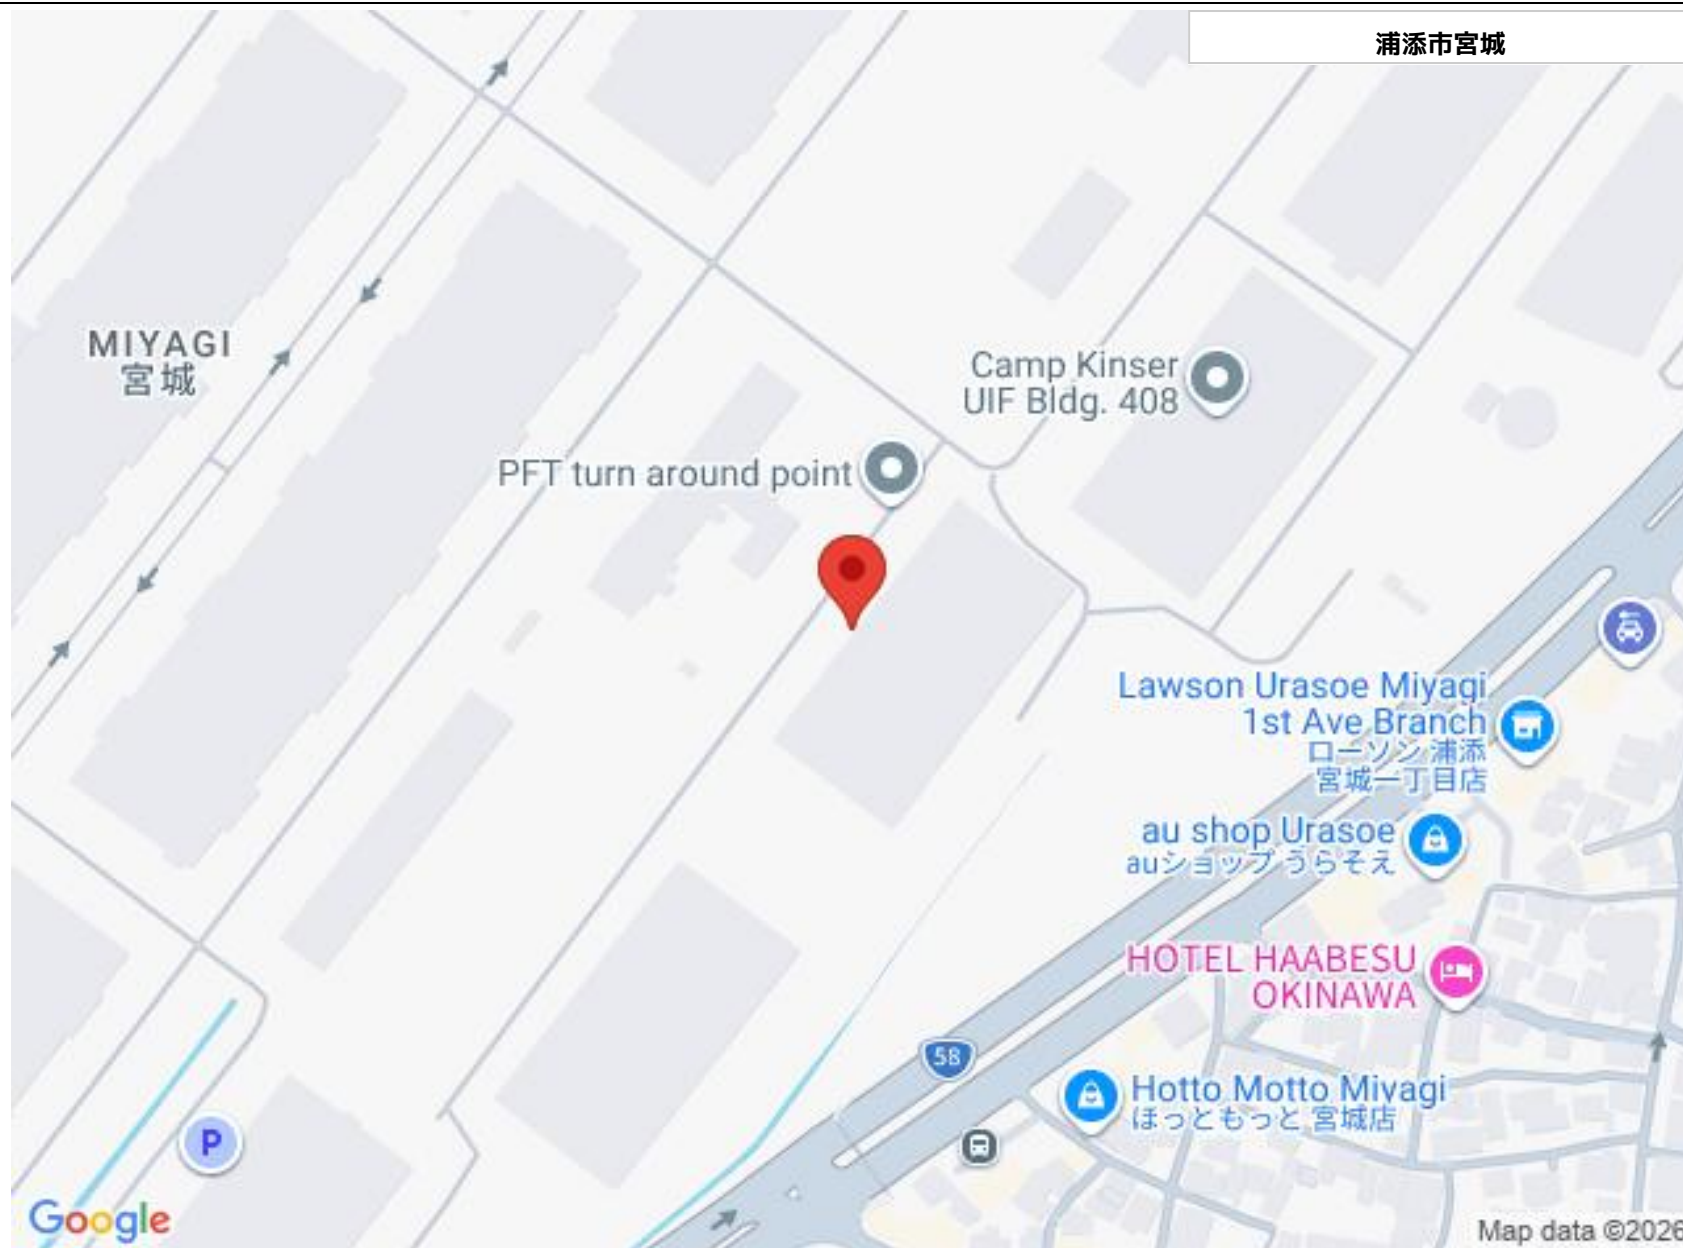 浦添市宮城
MIYAGI
宮城
Camp Kinser
UIF Bldg. 408
PFT turn around point
Lawson Urasoe Miyagi
1st Ave Branch
ローソン 浦添
宮城一丁目店
au shop Urasoe
auショップ うらそえ
HOTEL HAABESU
OKINAWA
58
Hotto Motto Miyagi
ほっともっと 宮城店
P
Google
Map data ©2026